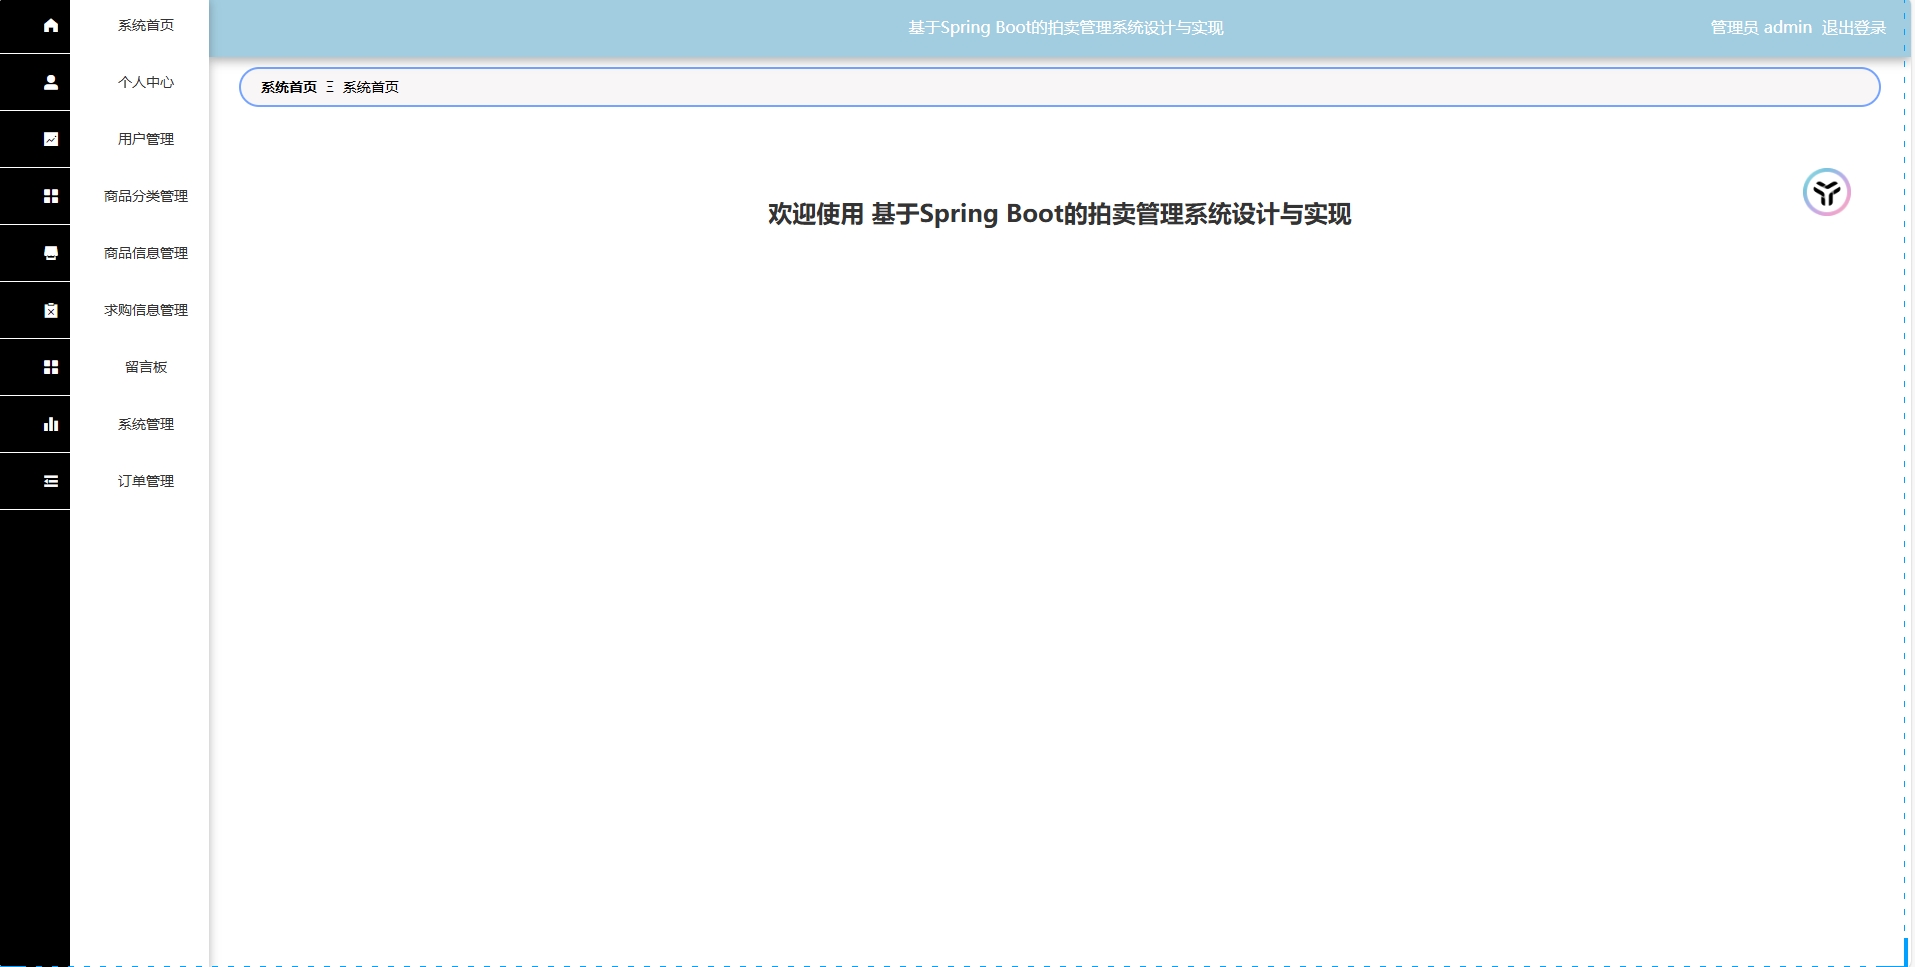 基于Spring Boot的拍卖管理系统设计与实现
管理员 admin 退出登录
系统首页
个人中心
用户管理
商品分类管理
商品信息管理
求购信息管理
留言板
系统管理
订单管理
系统首页 Ξ 系统首页
欢迎使用 基于Spring Boot的拍卖管理系统设计与实现